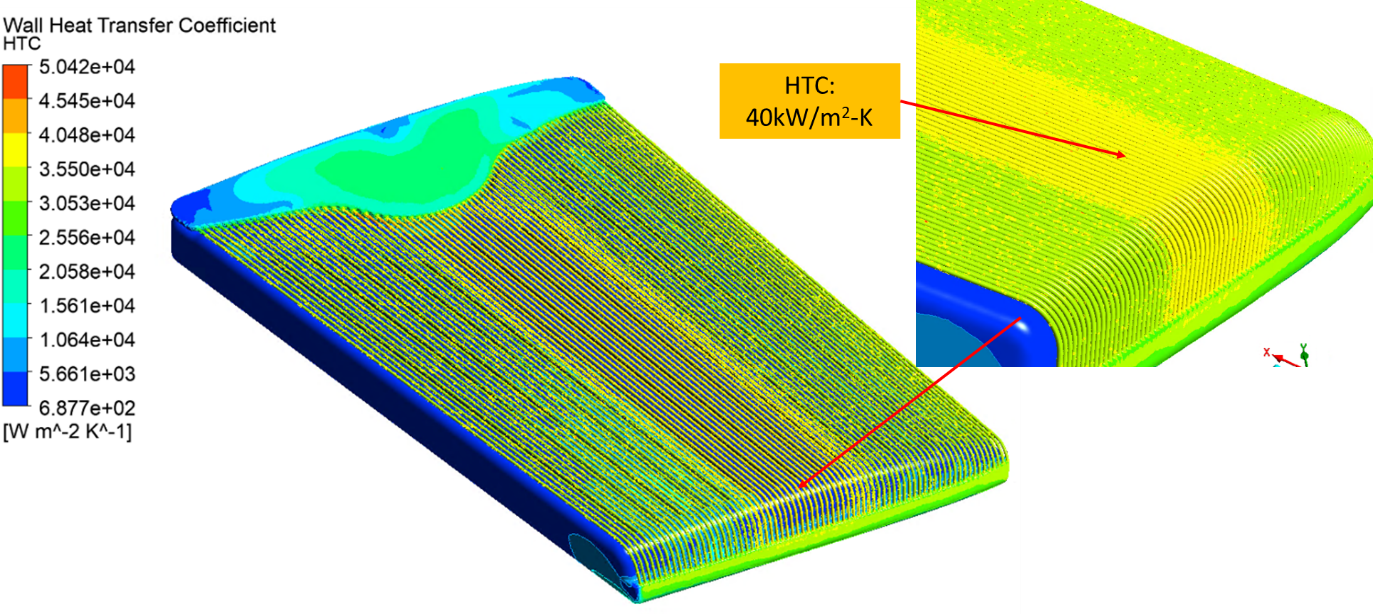 Wall Heat Transfer Coefficient
HTC
5.042e+04
4.545e+04
4.048e+04
3.550e+04
3.053e+04
2.556e+04
2.058e+04
1.561e+04
1.064e+04
5.661e+03
6.877e+02
[W m^-2 K^-1]
HTC:
40kW/m²-K
X
Y